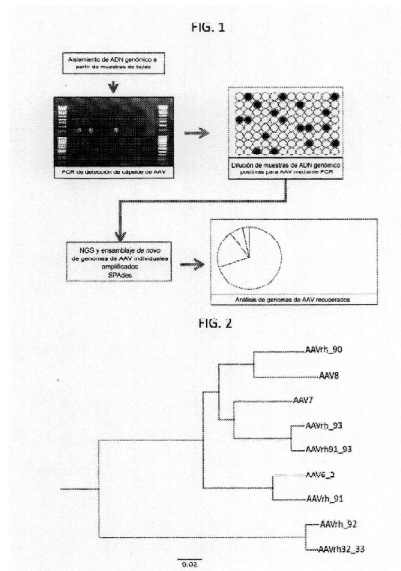 FIG. 1
Aislamiento de ADN genómico a
partir de muestras de tejido
PCR de detección de cápside de AAV
Dilución de muestras de ADN genómico
positivas para AAV mediante PCR
NGS y ensamblaje de novo
de genomas de AAV individuales
amplificados
SPAdes
Análisis de genomas de AAV recuperados
FIG. 2
AAVrh_90
AAV8
AAV7
AAVrh_93
AAVrh91_93
AAV6_2
AAVrh_91
AAVrh_92
AAVrh32_33
0.02